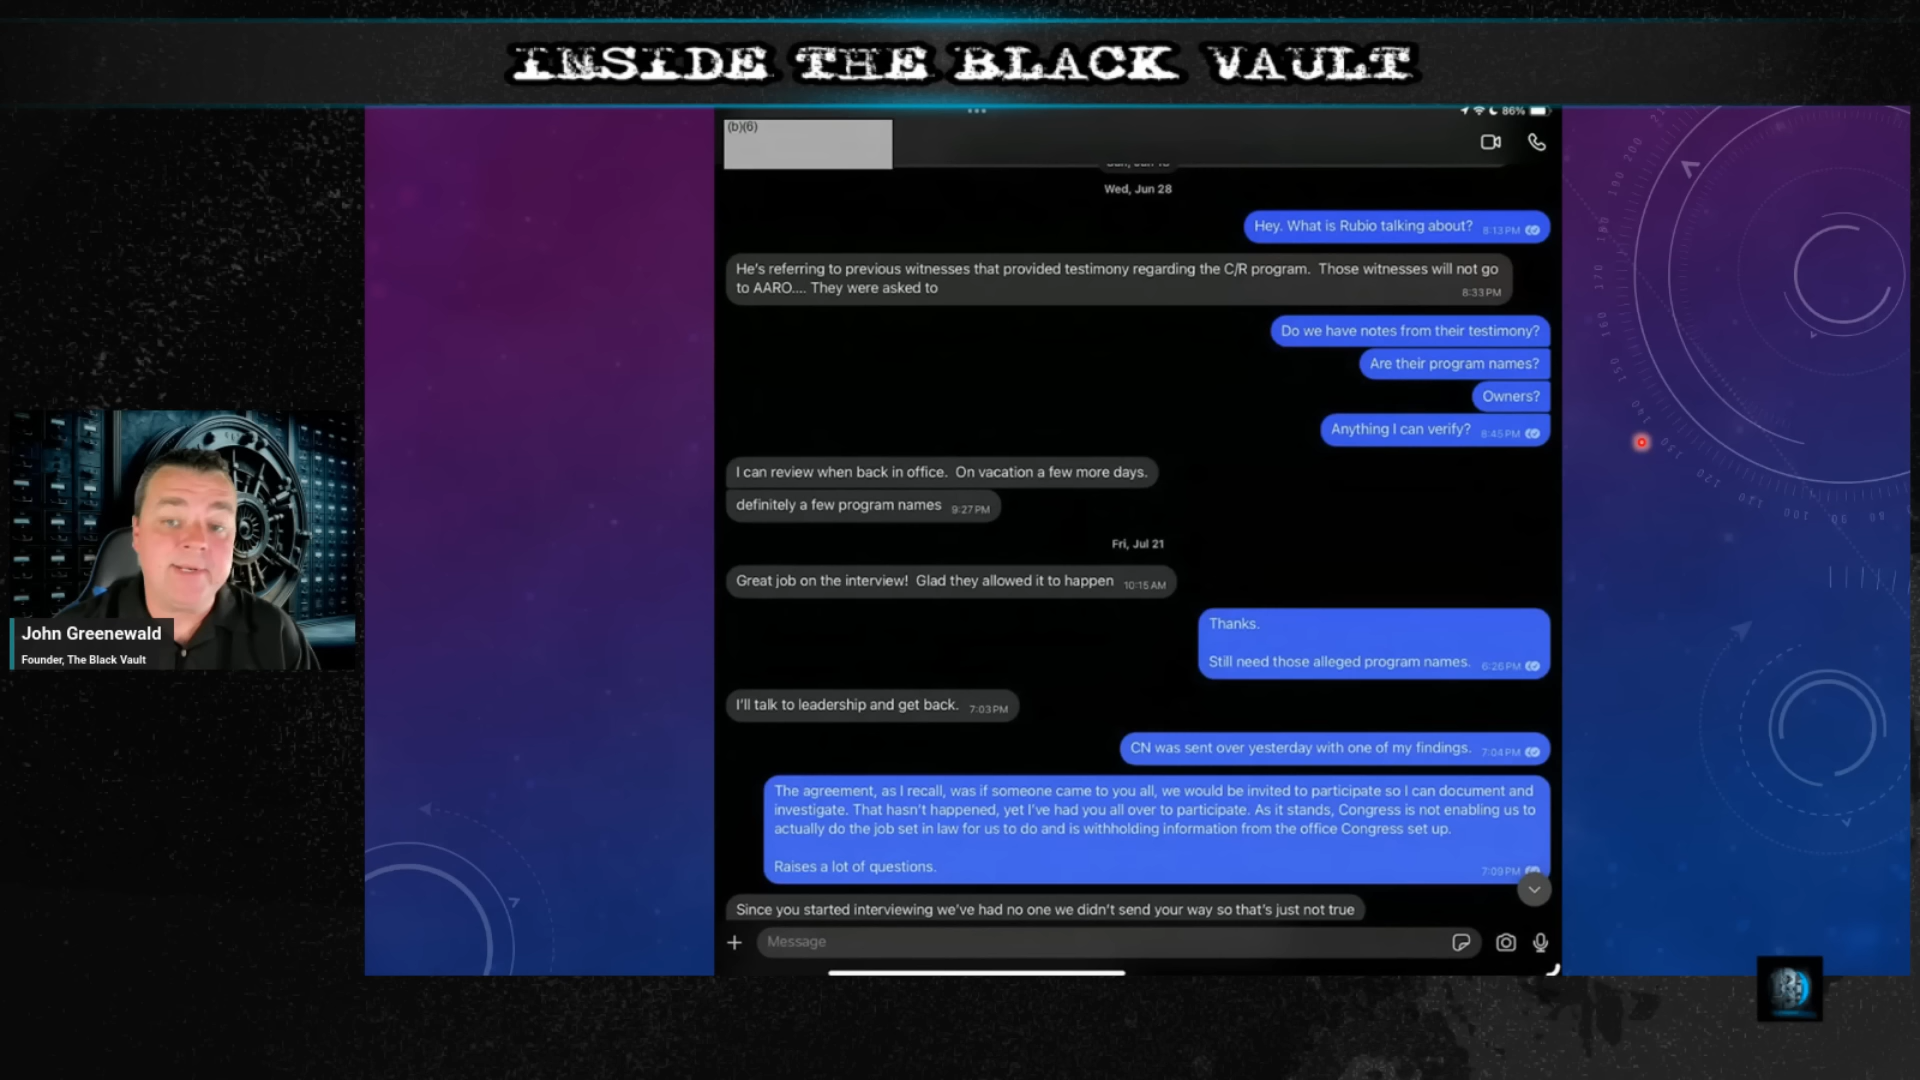 INSIDE THE BLACK VAULT
86%
(b)(6)
Wed, Jun 28
Hey. What is Rubio talking about? 8:13 PM
He's referring to previous witnesses that provided testimony regarding the C/R program. Those witnesses will not go
to AARO.... They were asked to
8:33 PM
Do we have notes from their testimony?
Are their program names?
Owners?
Anything I can verify? 8:45 PM
I can review when back in office. On vacation a few more days.
definitely a few program names 9:27 PM
Fri, Jul 21
Great job on the interview! Glad they allowed it to happen 10:15 AM
Thanks.
Still need those alleged program names. 6:26 PM
I'll talk to leadership and get back. 7:03 PM
CN was sent over yesterday with one of my findings. 7:04 PM
The agreement, as I recall, was if someone came to you all, we would be invited to participate so I can document and
investigate. That hasn't happened, yet I've had you all over to participate. As it stands, Congress is not enabling us to
actually do the job set in law for us to do and is withholding information from the office Congress set up.
Raises a lot of questions.
7:09 PM
Since you started interviewing we've had no one we didn't send your way so that's just not true
Message
John Greenewald
Founder, The Black Vault